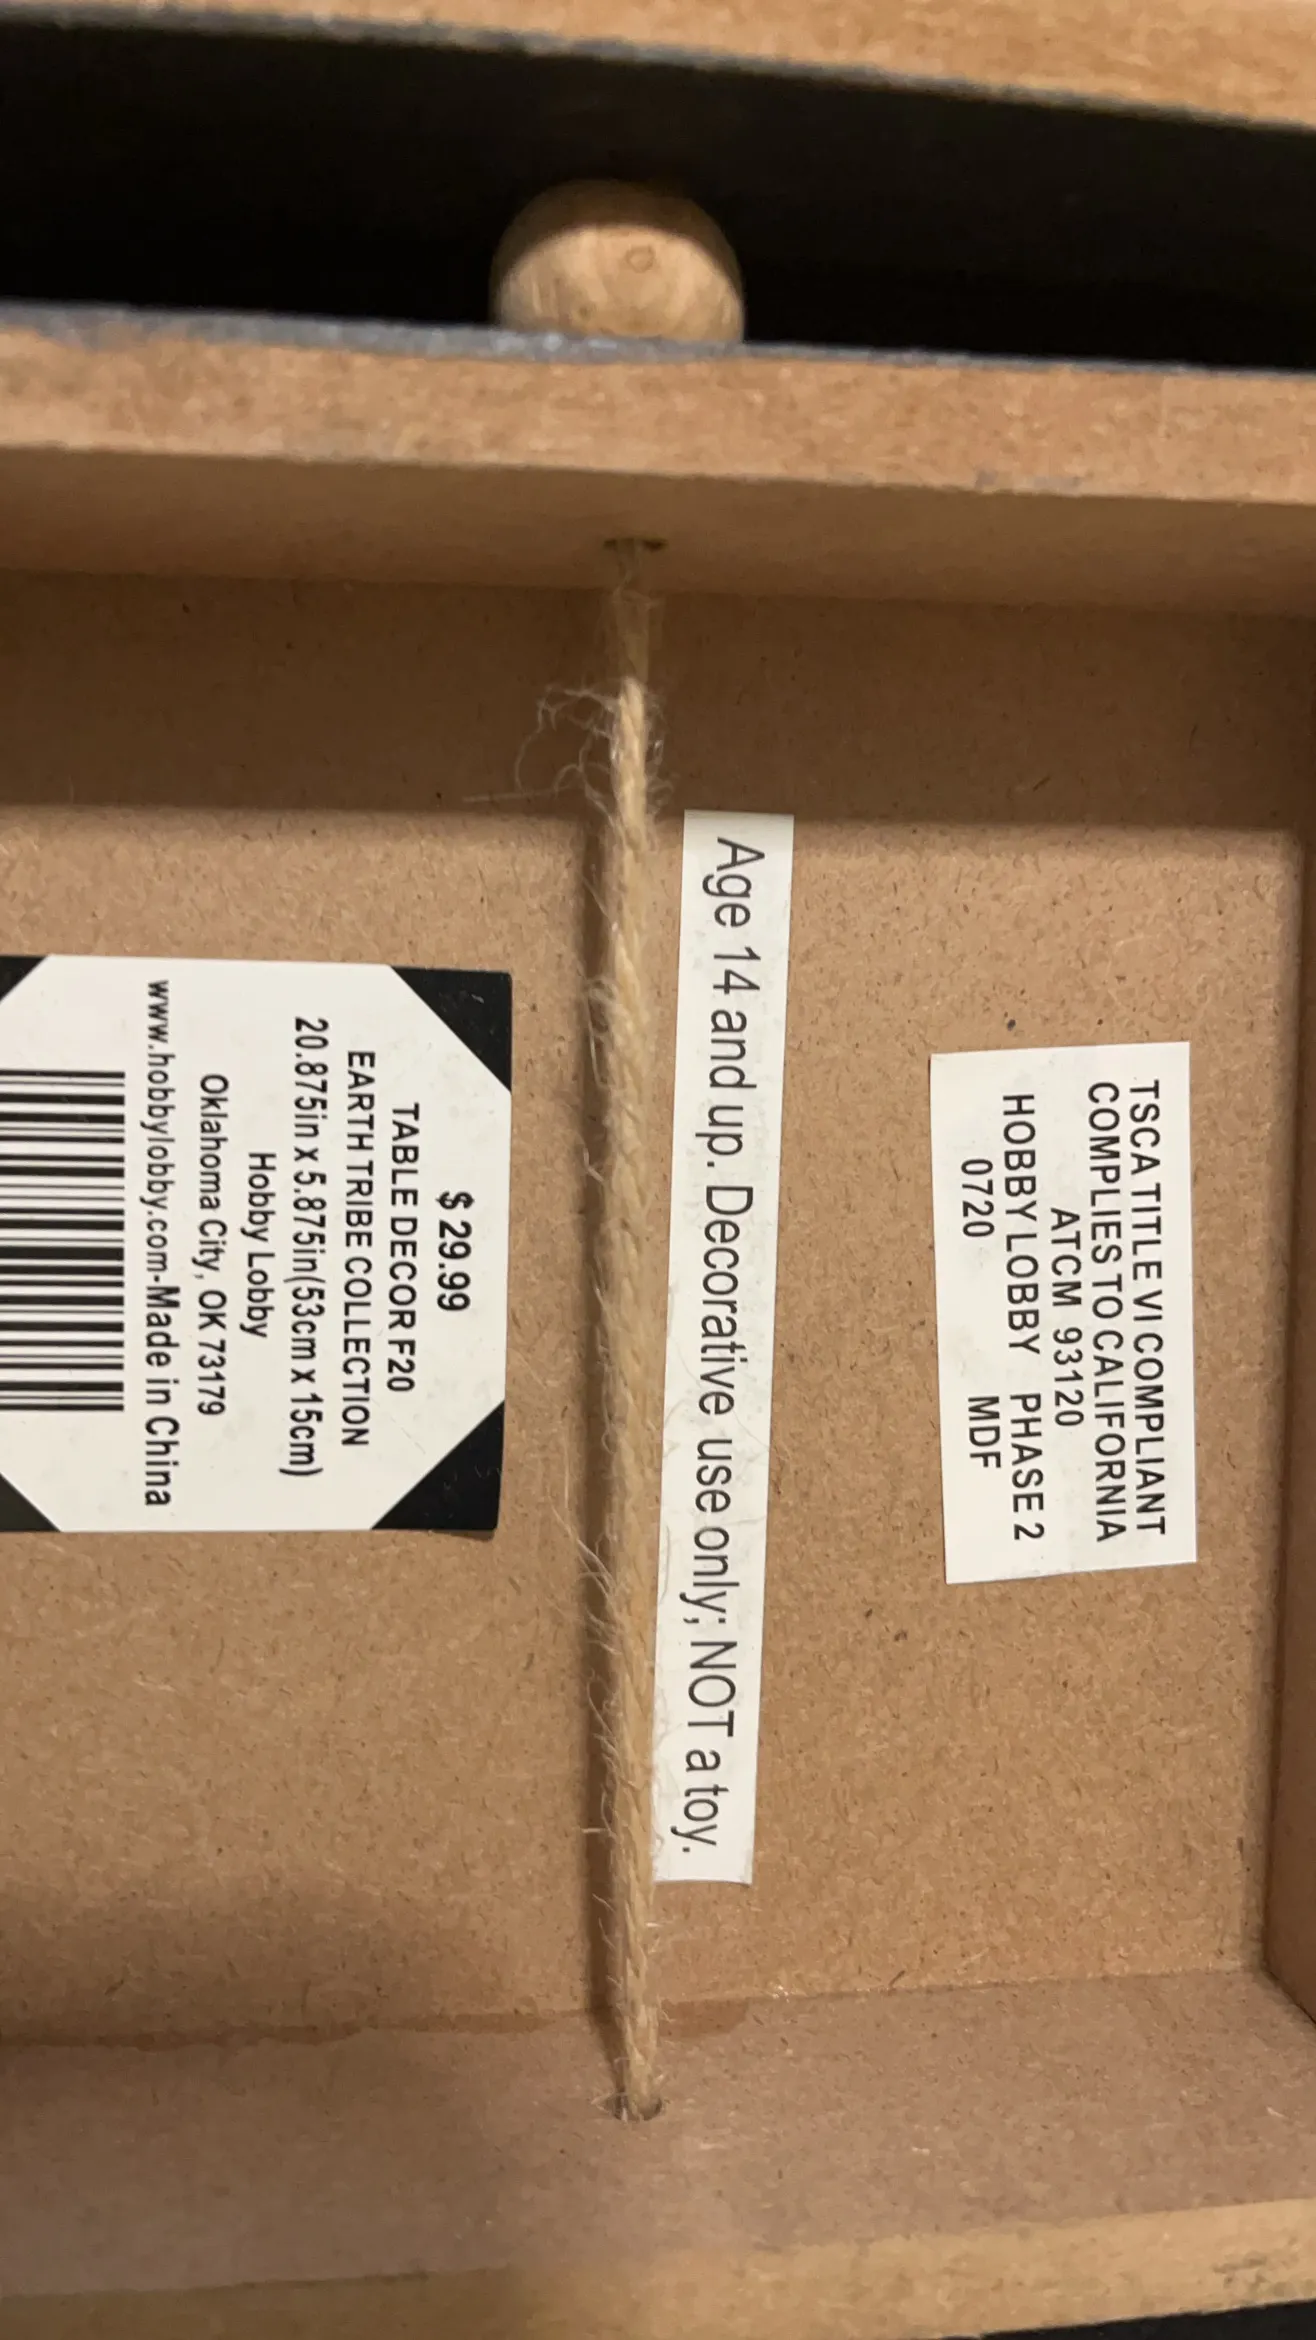 TSCA TITLE VI COMPLIANT
COMPLIES TO CALIFORNIA
ATCM 93120
HOBBY LOBBY PHASE 2
0720 MDF
Age 14 and up. Decorative use only; NOT a toy.
$ 29.99
TABLE DECOR F20
EARTH TRIBE COLLECTION
20.875in x 5.875in(53cm x 15cm)
Hobby Lobby
Oklahoma City, OK 73179
www.hobbylobby.com-Made in China